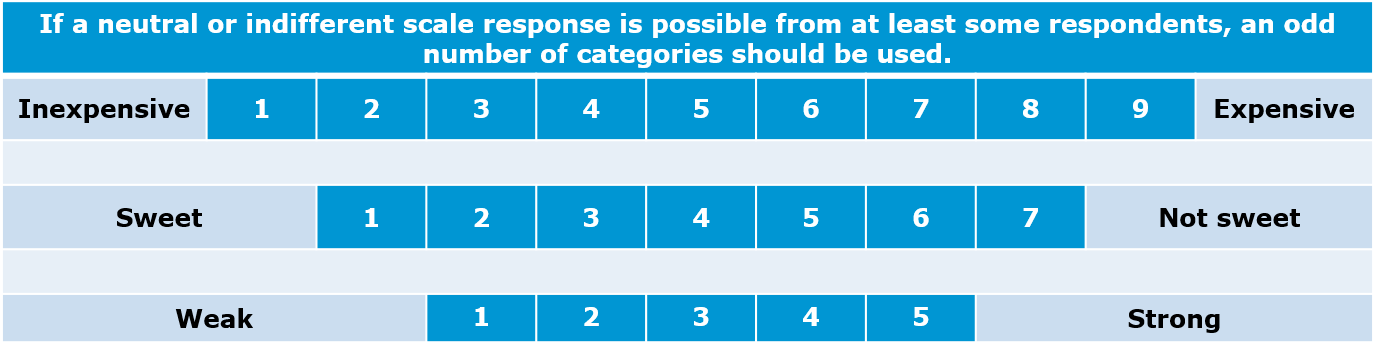 If a neutral or indifferent scale response is possible from at least some respondents, an odd
number of categories should be used.
Inexpensive 1 2 3 4 5 6 7 8 9 Expensive
Sweet 1 2 3 4 5 6 7 Not sweet
Weak 1 2 3 4 5 Strong